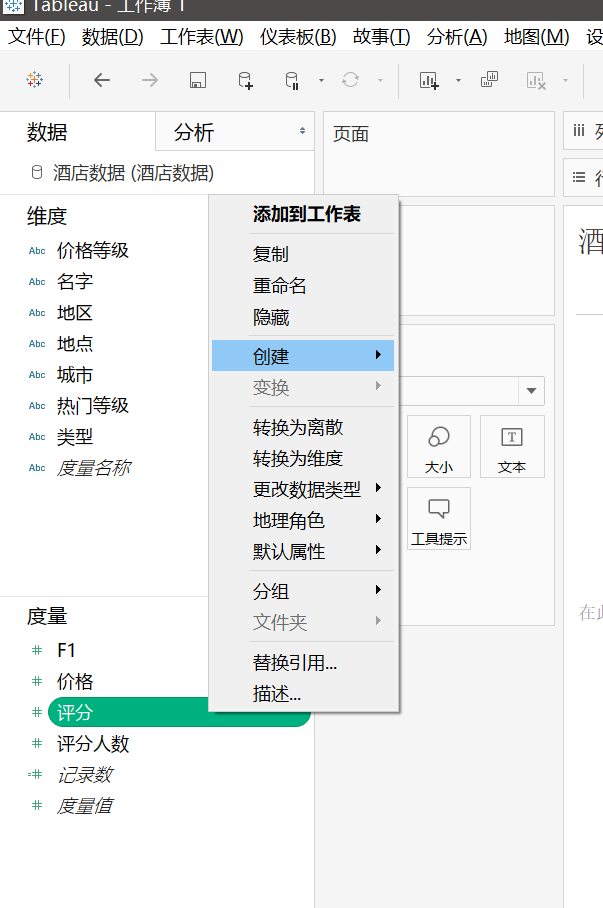 Tableau - 工作簿 1
文件(F) 数据(D) 工作表(W) 仪表板(B) 故事(T) 分析(A) 地图(M) 设
数据 分析
页面
酒店数据 (酒店数据)
维度
Abc 价格等级
Abc 名字
Abc 地区
Abc 地点
Abc 城市
Abc 热门等级
Abc 类型
Abc 度量名称
度量
# F1
# 价格
# 评分
# 评分人数
=# 记录数
# 度量值
添加到工作表
复制
重命名
隐藏
创建
变换
转换为离散
转换为维度
更改数据类型
地理角色
默认属性
分组
文件夹
替换引用...
描述...
大小 文本
工具提示
酒
在此